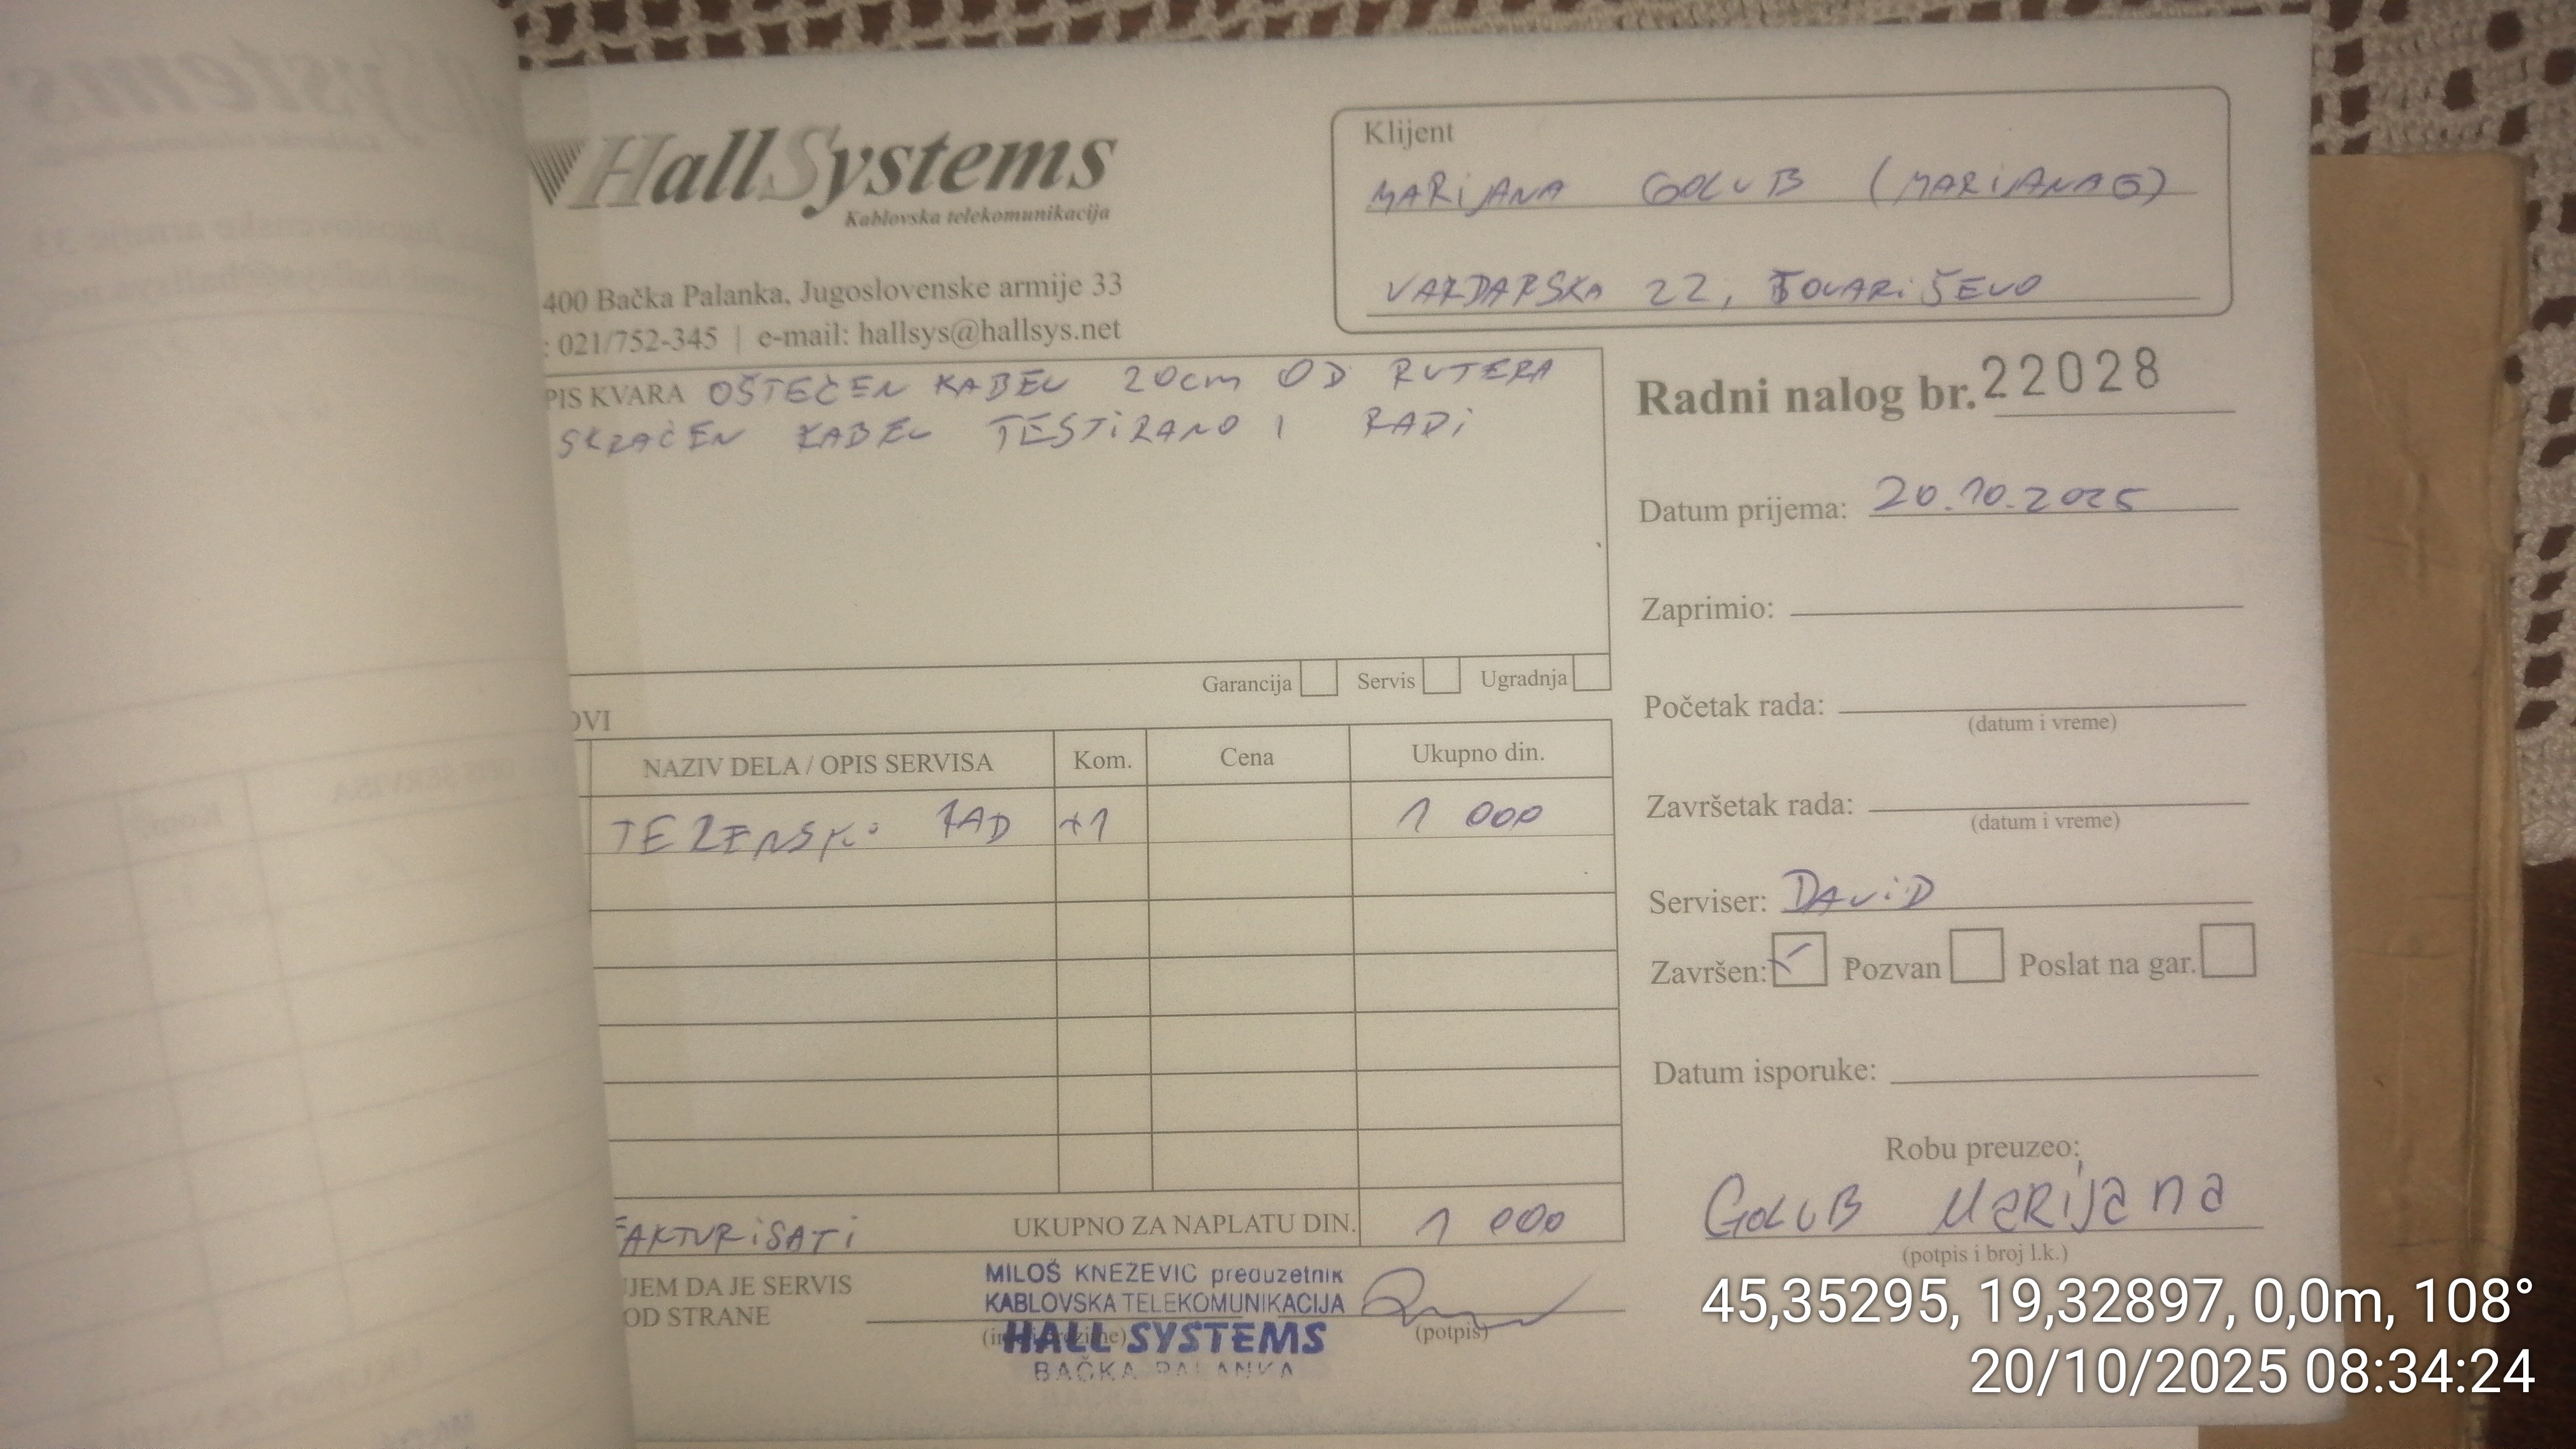 HallSystems
Kablovska telekomunikacija
400 Bačka Palanka, Jugoslovenske armije 33
: 021/752-345 | e-mail: hallsys@hallsys.net
Klijent
MARIJANA GOLUB (MARIJANAG)
VARDARSKA 22, TOVARIŠEVO
PIS KVARA OŠTEĆEN KABEL 20cm OD RUTERA
SKRAĆEN KABEL TESTIRANO I RADI
Garancija Servis Ugradnja
Radni nalog br. 22028
Datum prijema: 20.10.2025
Zaprimio:
Početak rada:
(datum i vreme)
Završetak rada:
(datum i vreme)
Serviser: DAVID
Završen: ✓ Pozvan Poslat na gar.
Datum isporuke:
Robu preuzeo:
GOLUB Marijana
(potpis i broj l.k.)
OVI
NAZIV DELA / OPIS SERVISA Kom. Cena Ukupno din.
TERENSKI RAD x1 1 000
FAKTURISATI UKUPNO ZA NAPLATU DIN. 1 000
JEM DA JE SERVIS
OD STRANE
MILOŠ KNEŽEVIĆ preduzetnik
KABLOVSKA TELEKOMUNIKACIJA
HALL SYSTEMS
BAČKA PALANKA
(potpis)
45,35295, 19,32897, 0,0m, 108°
20/10/2025 08:34:24